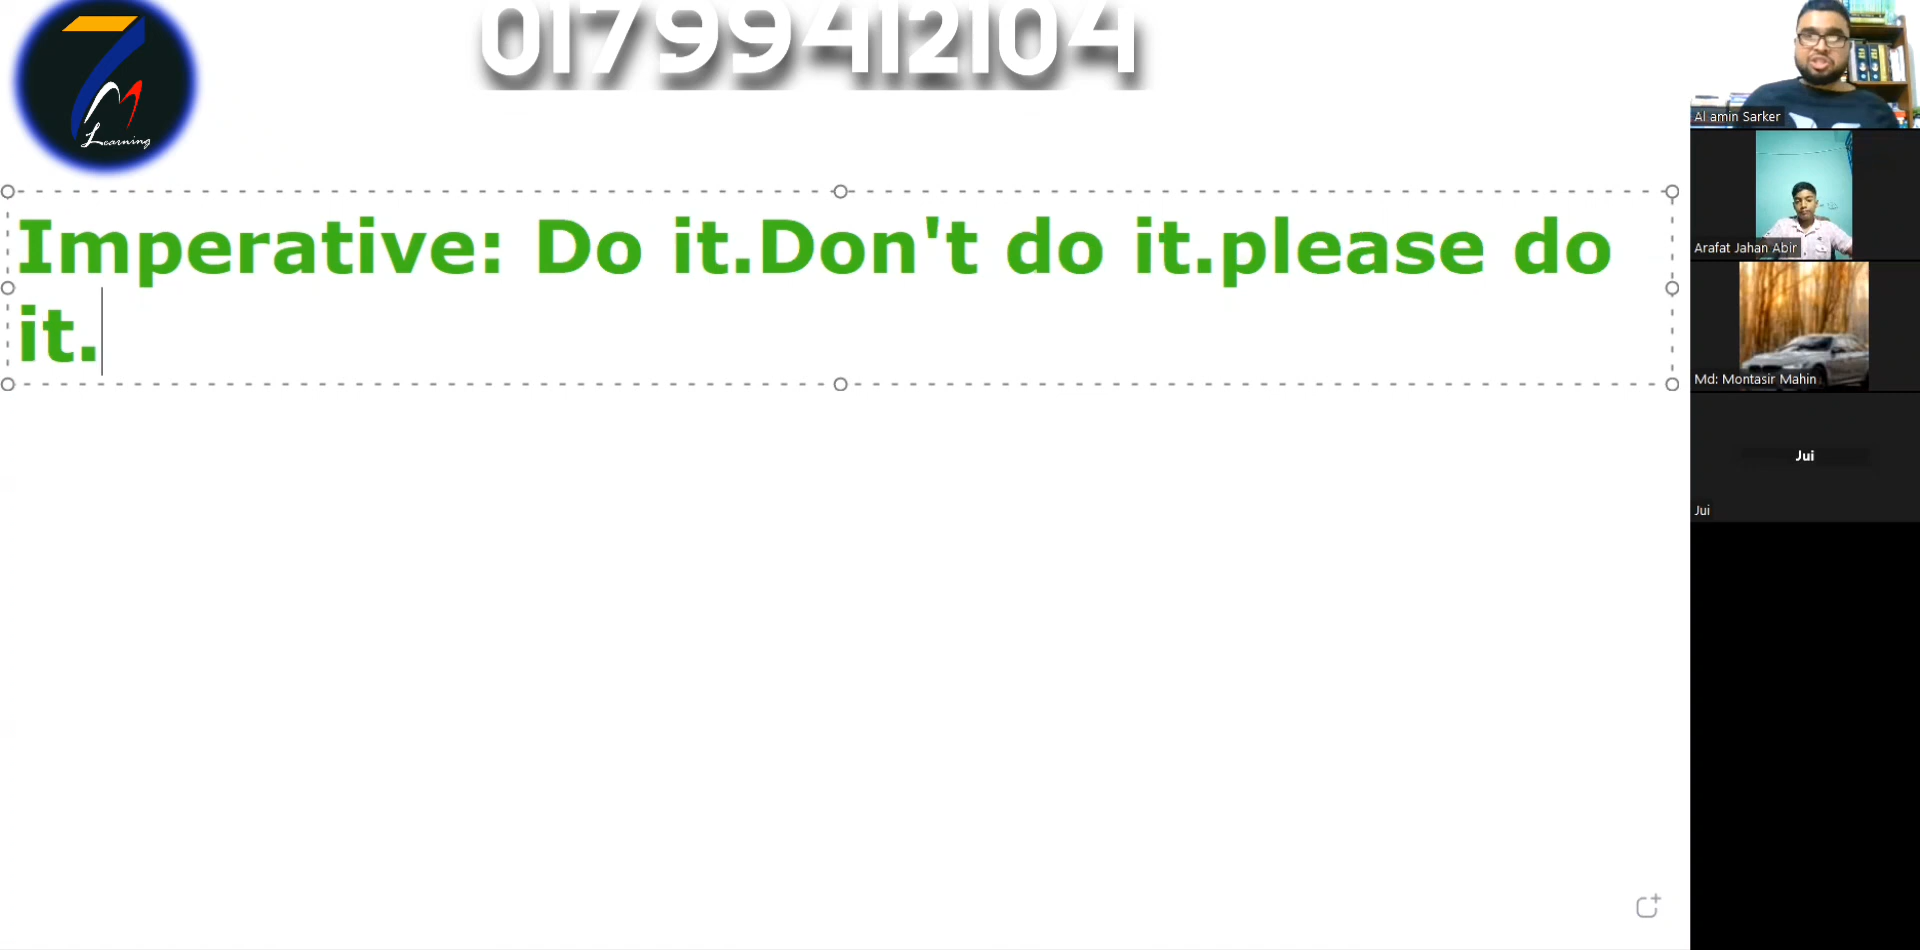 01799412104
7
M
Learning
Imperative: Do it.Don't do it.please do
it.
Al amin Sarker
Arafat Jahan Abir
Md: Montasir Mahin
Jui
Jui